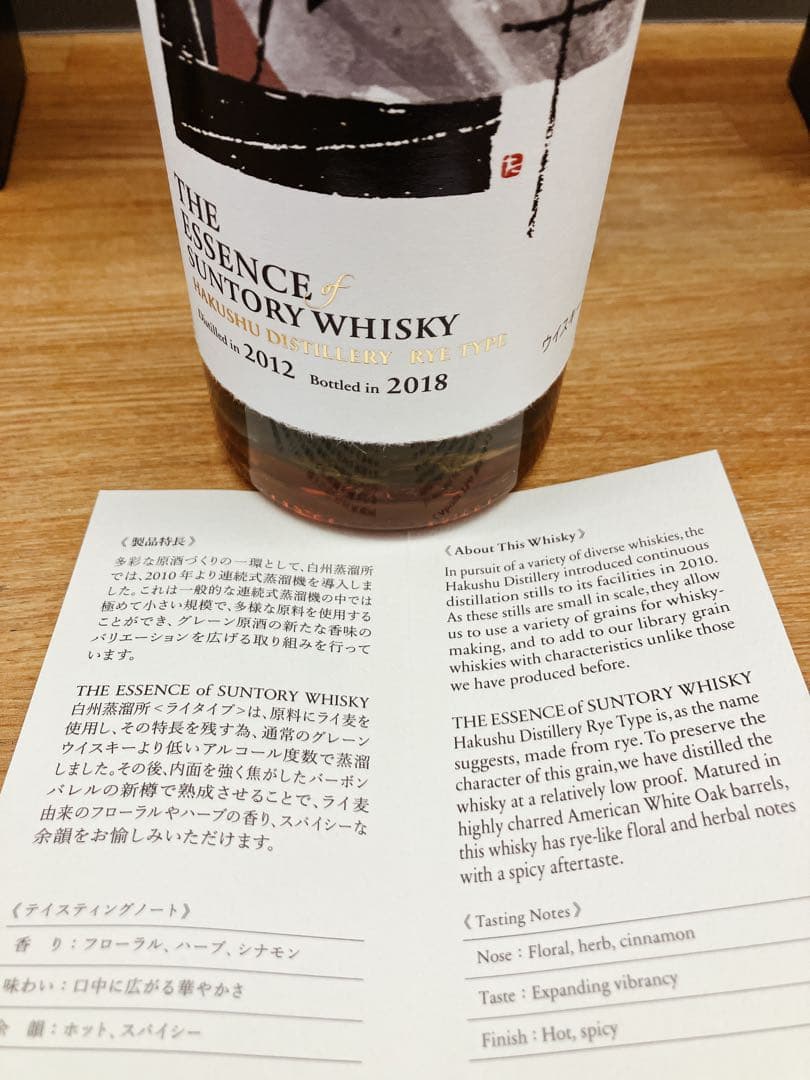 THE
ESSENCE of
SUNTORY WHISKY
HAKUSHU DISTILLERY RYE TYPE
Distilled in 2012 Bottled in 2018
ウイスキー
《製品特長》
多彩な原酒づくりの一環として、白州蒸溜所
では、2010年より連続式蒸溜機を導入しま
した。これは一般的な連続式蒸溜機の中では
極めて小さい規模で、多様な原料を使用する
ことができ、グレーン原酒の新たな香味の
バリエーションを広げる取り組みを行って
います。
THE ESSENCE of SUNTORY WHISKY
白州蒸溜所<ライタイプ>は、原料にライ麦を
使用し、その特長を残す為、通常のグレーン
ウイスキーより低いアルコール度数で蒸溜
しました。その後、内面を強く焦がしたバーボン
バレルの新樽で熟成させることで、ライ麦
由来のフローラルやハーブの香り、スパイシーな
余韻をお愉しみいただけます。
《テイスティングノート》
香 り:フローラル、ハーブ、シナモン
味わい:口中に広がる華やかさ
余 韻:ホット、スパイシー
《About This Whisky》
In pursuit of a variety of diverse whiskies, the
Hakushu Distillery introduced continuous
distillation stills to its facilities in 2010.
As these stills are small in scale, they allow
us to use a variety of grains for whisky-
making, and to add to our library grain
whiskies with characteristics unlike those
we have produced before.
THE ESSENCE of SUNTORY WHISKY
Hakushu Distillery Rye Type is, as the name
suggests, made from rye. To preserve the
character of this grain, we have distilled the
whisky at a relatively low proof. Matured in
highly charred American White Oak barrels,
this whisky has rye-like floral and herbal notes
with a spicy aftertaste.
《Tasting Notes》
Nose : Floral, herb, cinnamon
Taste : Expanding vibrancy
Finish : Hot, spicy